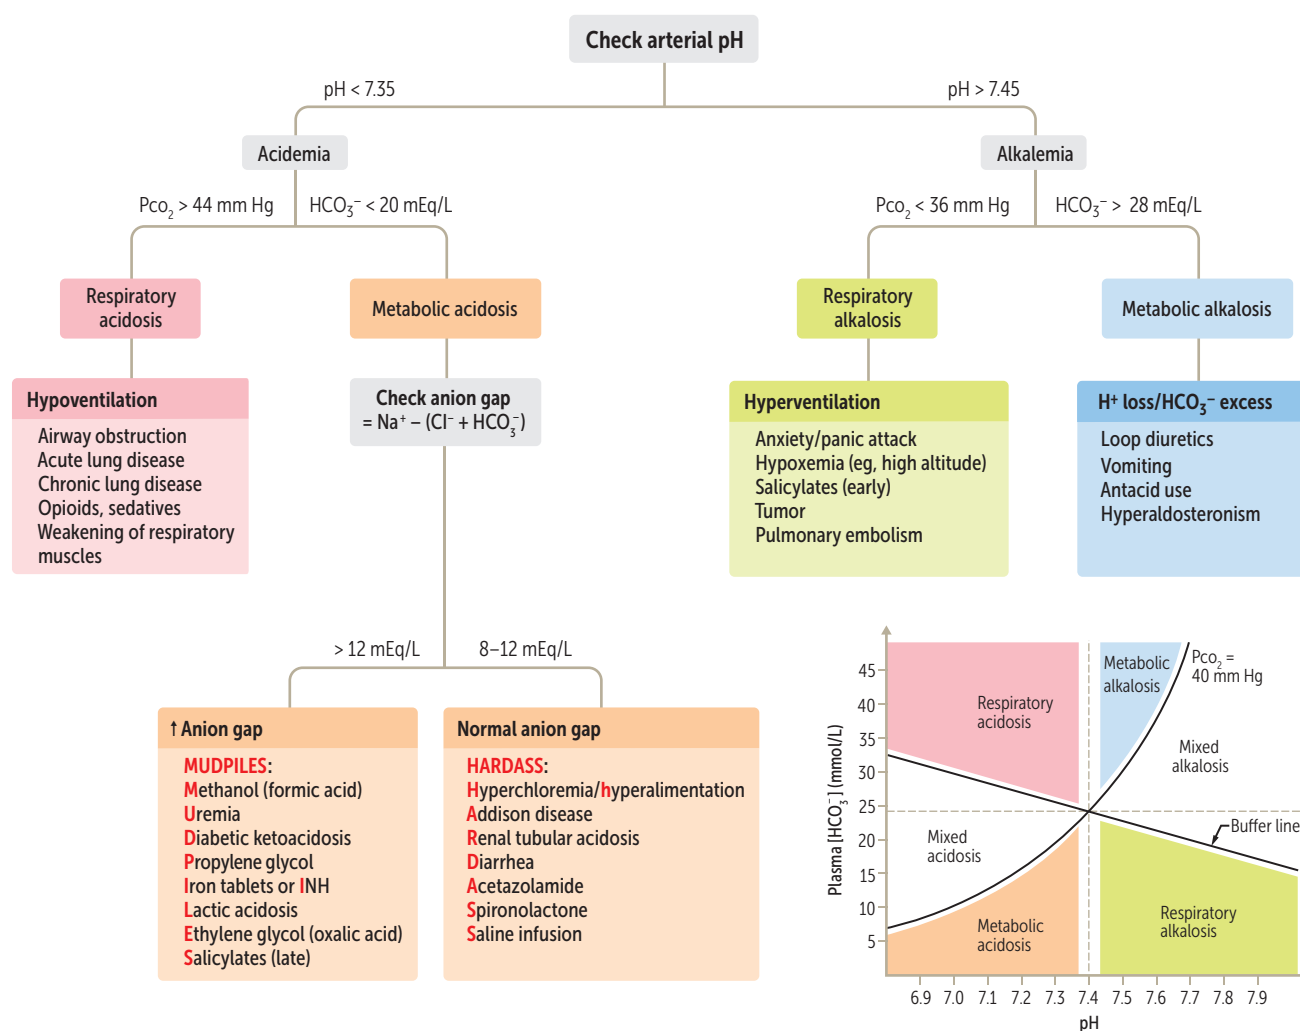 Check arterial pH
pH < 7.35
pH > 7.45
Acidemia
Alkalemia
Pco₂ > 44 mm Hg
HCO₃⁻ < 20 mEq/L
Pco₂ < 36 mm Hg
HCO₃⁻ > 28 mEq/L
Respiratory
acidosis
Metabolic acidosis
Respiratory
alkalosis
Metabolic alkalosis
Hypoventilation
Airway obstruction
Acute lung disease
Chronic lung disease
Opioids, sedatives
Weakening of respiratory
muscles
Check anion gap
= Na⁺ – (Cl⁻ + HCO₃⁻)
Hyperventilation
Anxiety/panic attack
Hypoxemia (eg, high altitude)
Salicylates (early)
Tumor
Pulmonary embolism
H⁺ loss/HCO₃⁻ excess
Loop diuretics
Vomiting
Antacid use
Hyperaldosteronism
> 12 mEq/L
8–12 mEq/L
↑ Anion gap
MUDPILES:
Methanol (formic acid)
Uremia
Diabetic ketoacidosis
Propylene glycol
Iron tablets or INH
Lactic acidosis
Ethylene glycol (oxalic acid)
Salicylates (late)
Normal anion gap
HARDASS:
Hyperchloremia/hyperalimentation
Addison disease
Renal tubular acidosis
Diarrhea
Acetazolamide
Spironolactone
Saline infusion
Plasma [HCO₃⁻] (mmol/L)
45
40
35
30
25
20
15
10
5
Respiratory
acidosis
Metabolic
alkalosis
Pco₂ =
40 mm Hg
Mixed
alkalosis
Buffer line
Mixed
acidosis
Metabolic
acidosis
Respiratory
alkalosis
6.9 7.0 7.1 7.2 7.3 7.4 7.5 7.6 7.7 7.8 7.9
pH